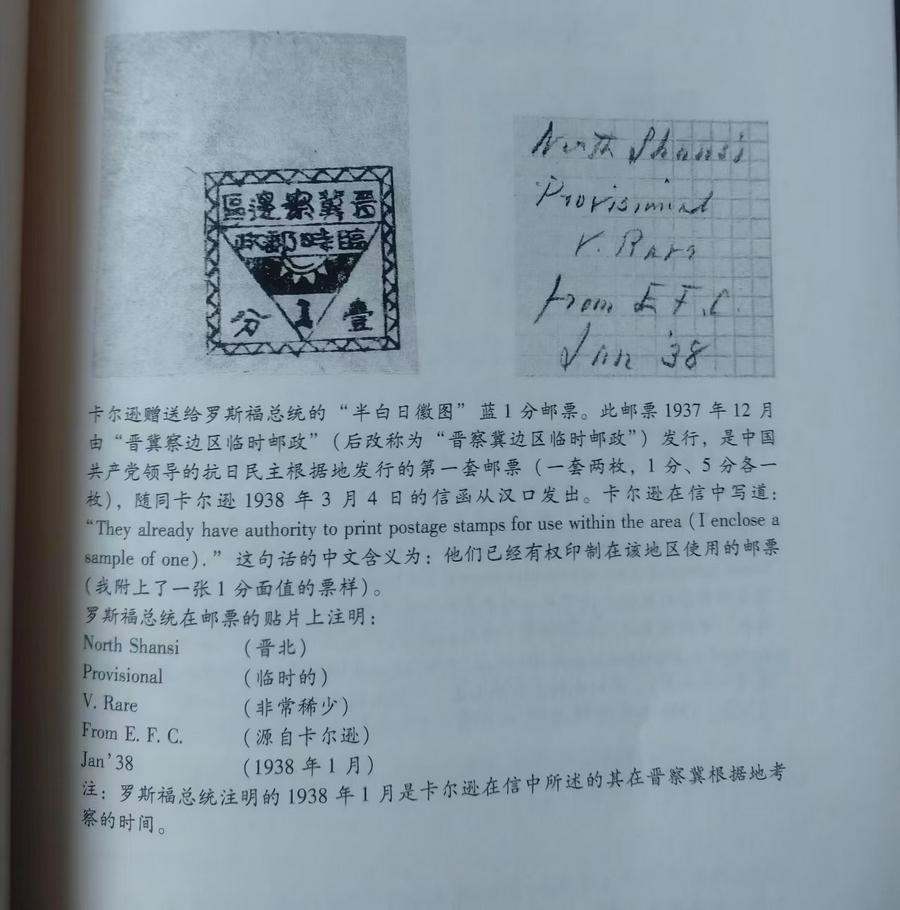 晉冀察邊區
臨時郵政
壹 1 分
North Shansi
Provisional
V. Rare
from E. F. C.
Jan '38
卡尔逊赠送给罗斯福总统的“半白日徽图”蓝1分邮票。此邮票1937年12月
由“晋冀察边区临时邮政”（后改称为“晋察冀边区临时邮政”）发行，是中国
共产党领导的抗日民主根据地发行的第一套邮票（一套两枚，1分、5分各一
枚），随同卡尔逊1938年3月4日的信函从汉口发出。卡尔逊在信中写道：
“They already have authority to print postage stamps for use within the area (I enclose a
sample of one).” 这句话的中文含义为：他们已经有权印制在该地区使用的邮票
（我附上了一张1分面值的票样）。
罗斯福总统在邮票的贴片上注明：
North Shansi （晋北）
Provisional （临时的）
V. Rare （非常稀少）
From E. F. C. （源自卡尔逊）
Jan’38 （1938年1月）
注：罗斯福总统注明的1938年1月是卡尔逊在信中所述的其在晋察冀根据地考
察的时间。